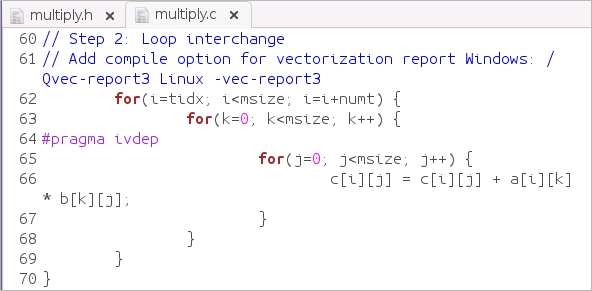 multiply.h x multiply.c x
60 // Step 2: Loop interchange
61 // Add compile option for vectorization report Windows: /
Qvec-report3 Linux -vec-report3
62 for(i=tidx; i<msize; i=i+numt) {
63 for(k=0; k<msize; k++) {
64 #pragma ivdep
65 for(j=0; j<msize; j++) {
66 c[i][j] = c[i][j] + a[i][k]
* b[k][j];
67 }
68 }
69 }
70 }